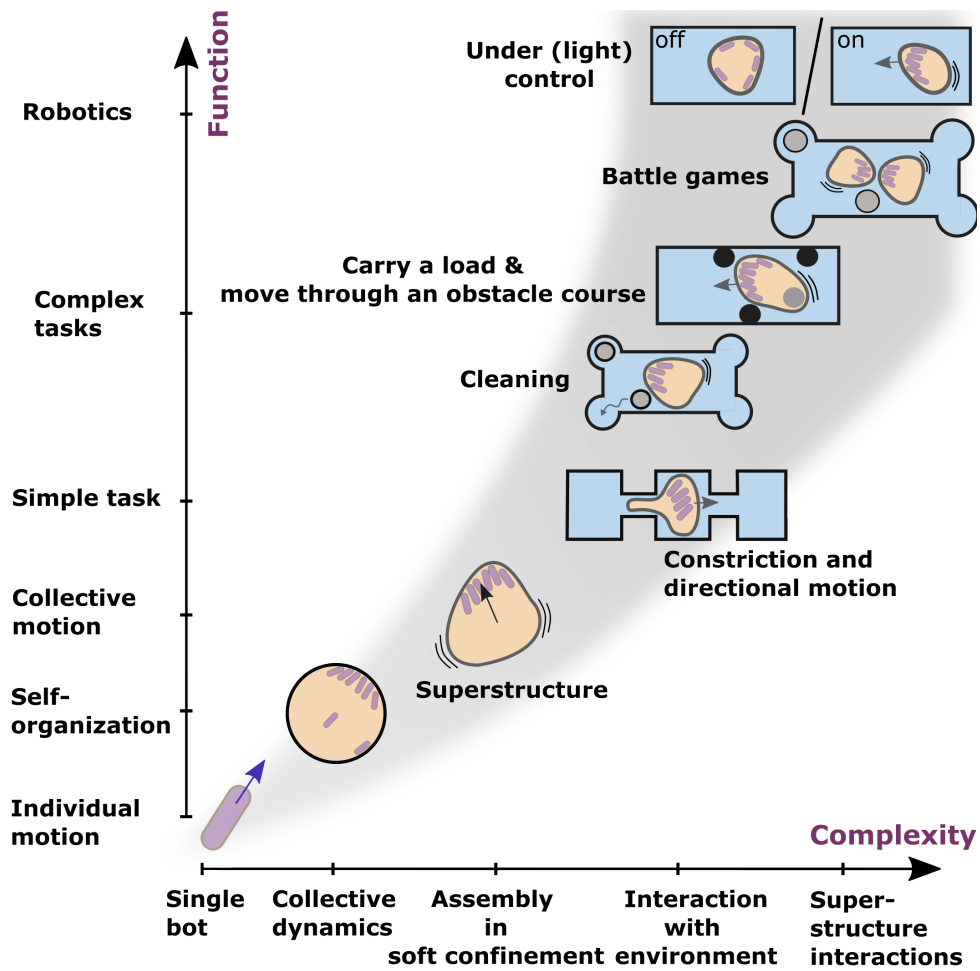 Function
Robotics
Complex
tasks
Simple task
Collective
motion
Self-
organization
Individual
motion
Under (light)
control
off
on
Battle games
Carry a load &
move through an obstacle course
Cleaning
Constriction and
directional motion
Superstructure
Complexity
Single
bot
Collective
dynamics
Assembly
in
soft confinement
Interaction
with
environment
Super-
structure
interactions